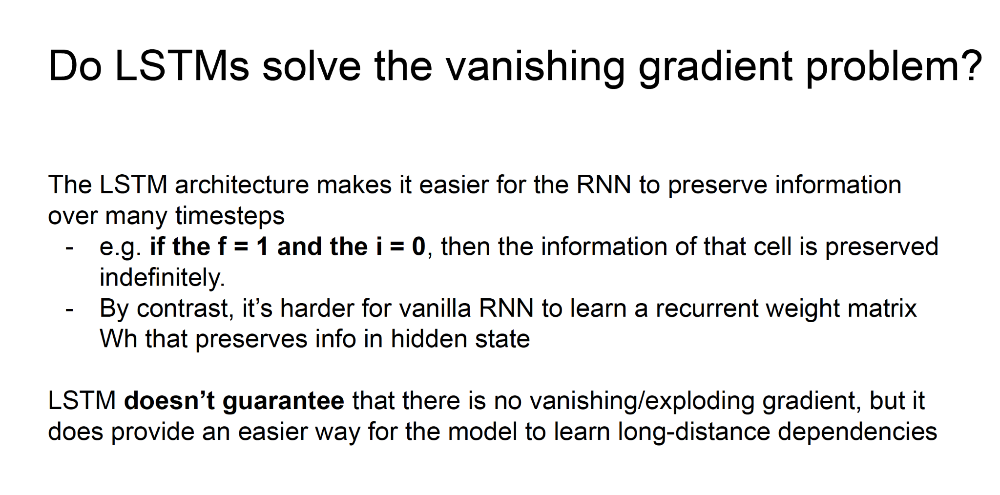 Do LSTMs solve the vanishing gradient problem?
The LSTM architecture makes it easier for the RNN to preserve information
over many timesteps
- e.g. if the f = 1 and the i = 0, then the information of that cell is preserved
indefinitely.
- By contrast, it’s harder for vanilla RNN to learn a recurrent weight matrix
Wh that preserves info in hidden state
LSTM doesn’t guarantee that there is no vanishing/exploding gradient, but it
does provide an easier way for the model to learn long-distance dependencies